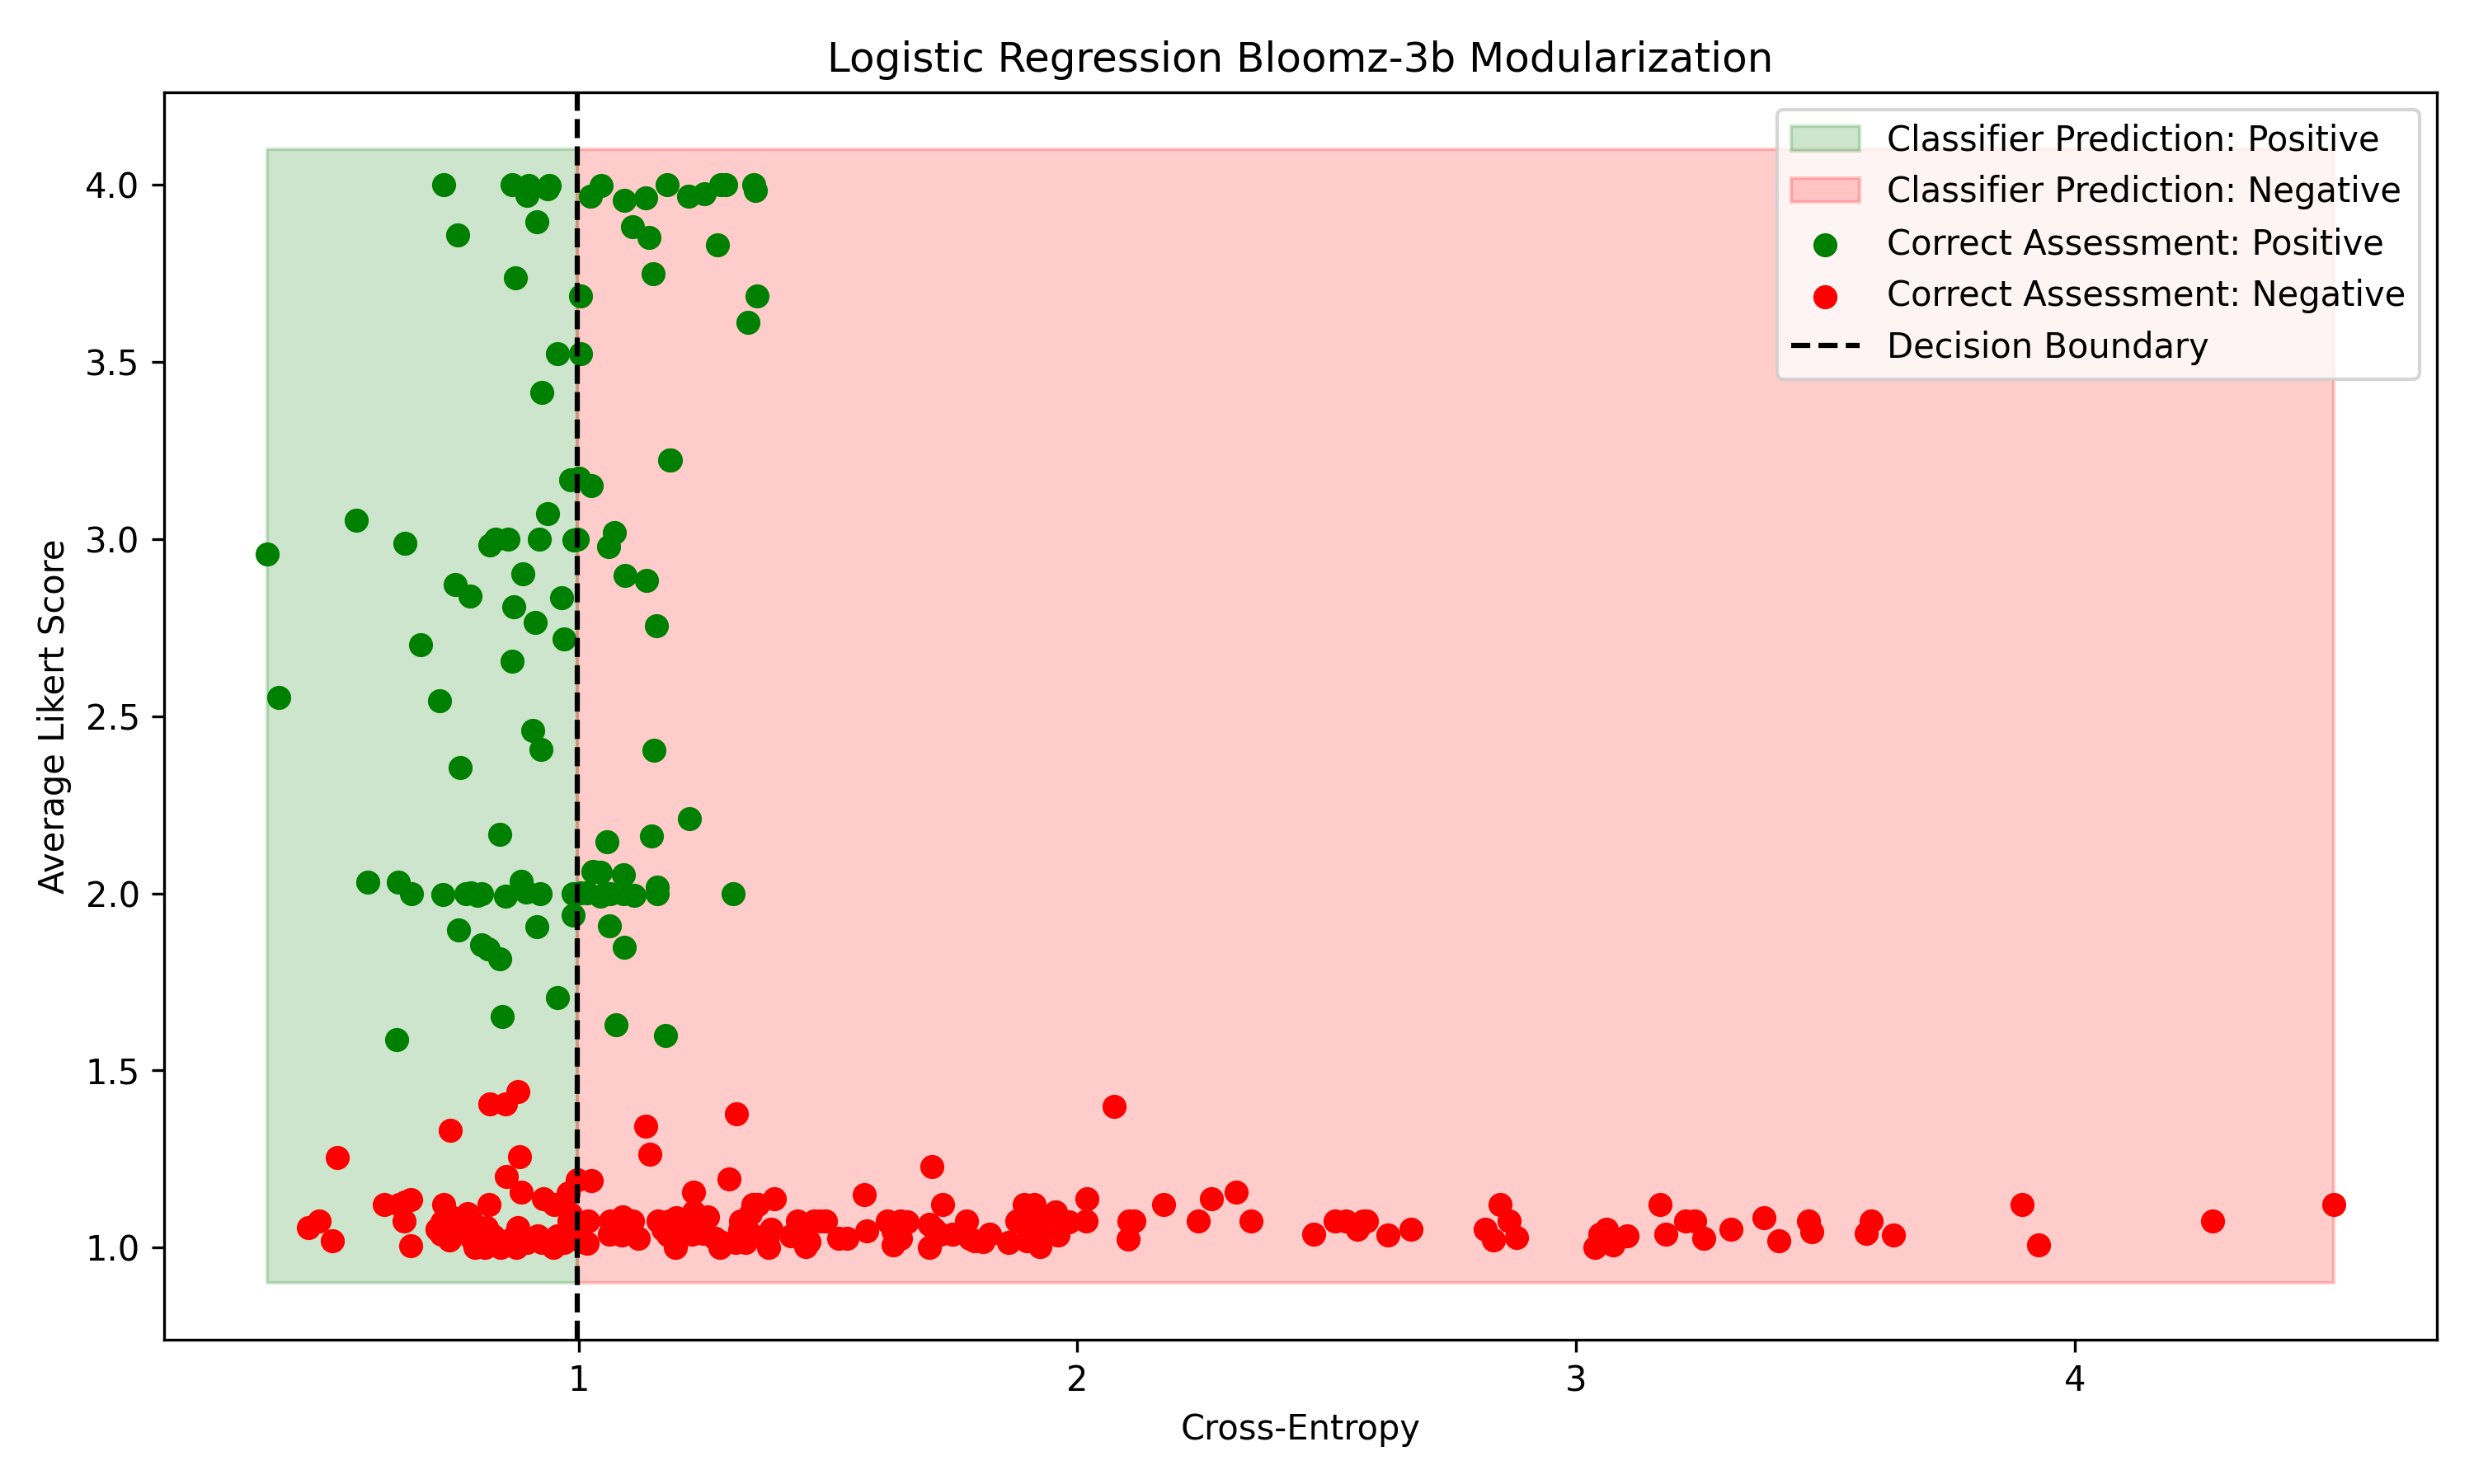 Logistic Regression Bloomz-3b Modularization
Classifier Prediction: Positive
Classifier Prediction: Negative
Correct Assessment: Positive
Correct Assessment: Negative
Decision Boundary
Average Likert Score
4.0
3.5
3.0
2.5
2.0
1.5
1.0
1 2 3 4
Cross-Entropy